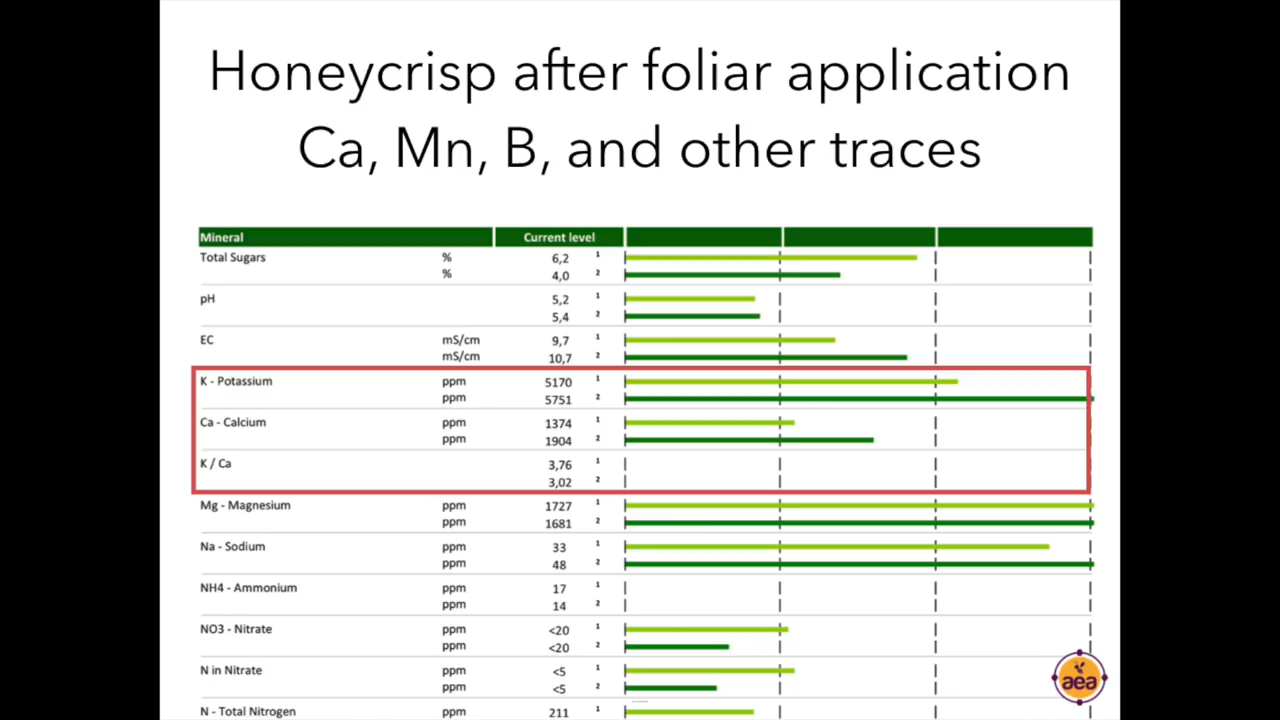 Honeycrisp after foliar application
Ca, Mn, B, and other traces
Mineral Current level
Total Sugars % 6,2 1
% 4,0 2
pH 5,2 1
5,4 2
EC mS/cm 9,7 1
mS/cm 10,7 2
K - Potassium ppm 5170 1
ppm 5751 2
Ca - Calcium ppm 1374 1
ppm 1904 2
K / Ca 3,76 1
3,02 2
Mg - Magnesium ppm 1727 1
ppm 1681 2
Na - Sodium ppm 33 1
ppm 48 2
NH4 - Ammonium ppm 17 1
ppm 14 2
NO3 - Nitrate ppm <20 1
ppm <20 2
N in Nitrate ppm <5 1
ppm <5 2
N - Total Nitrogen ppm 211 1
aea